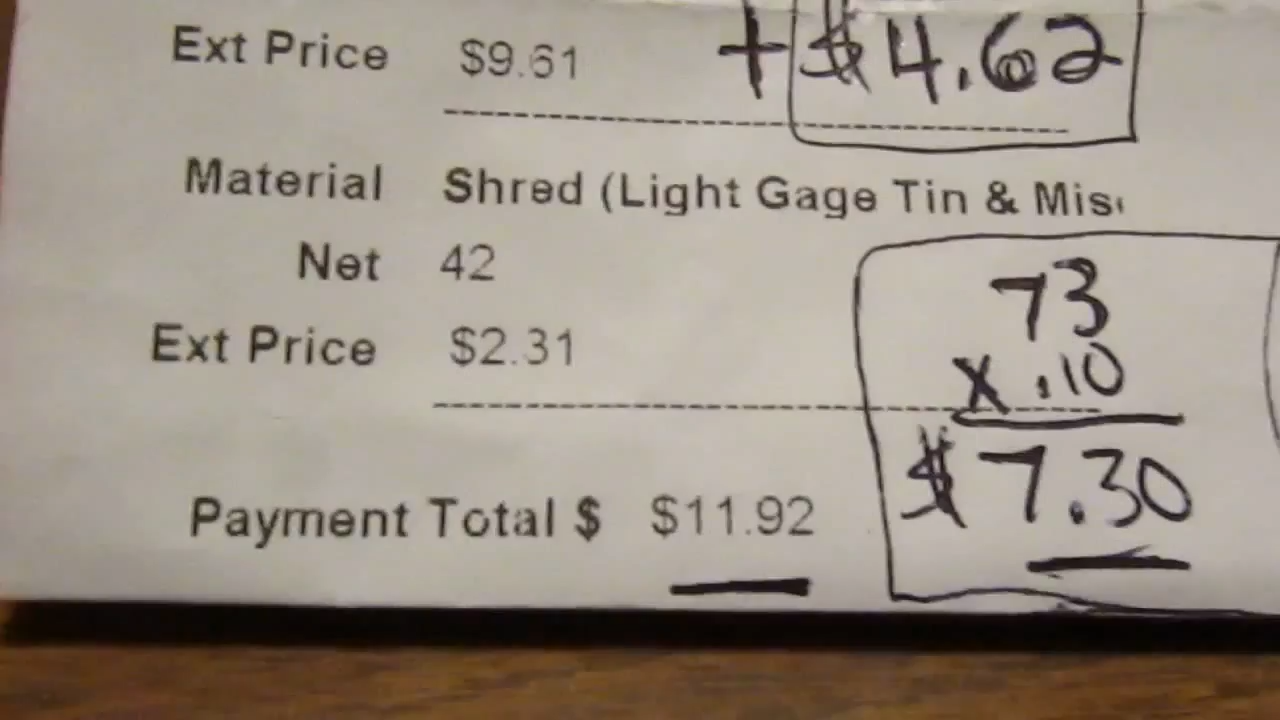 Ext Price $9.61
+ $4.62
Material Shred (Light Gage Tin &
Net 42
Ext Price $2.31
73
x .10
$7.30
Payment Total $ $11.92